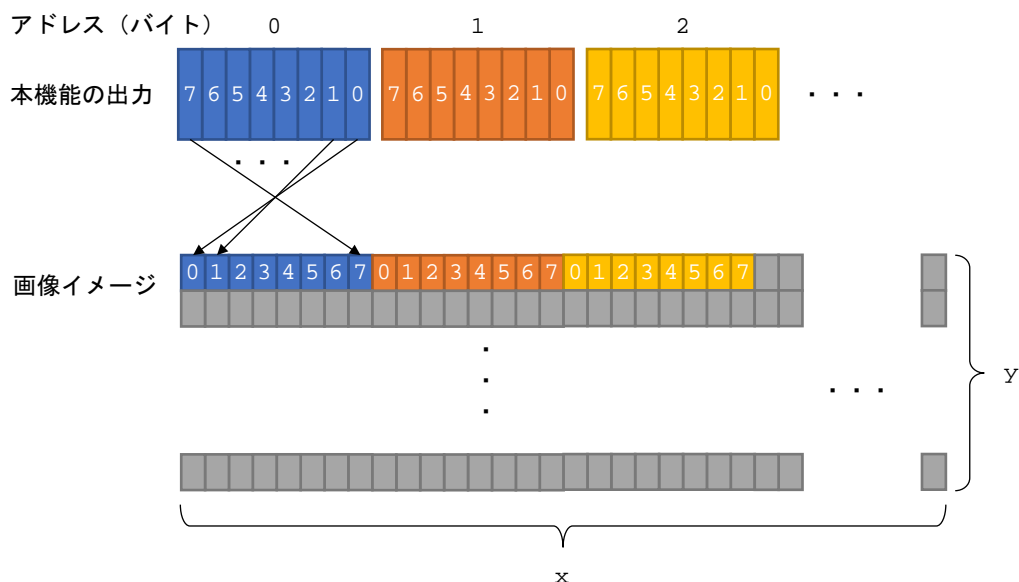 アドレス（バイト） 0 1 2
本機能の出力 7 6 5 4 3 2 1 0 7 6 5 4 3 2 1 0 7 6 5 4 3 2 1 0 ・・・
・・・
画像イメージ 0 1 2 3 4 5 6 7 0 1 2 3 4 5 6 7 0 1 2 3 4 5 6 7
・
・
・
・・・
y
x